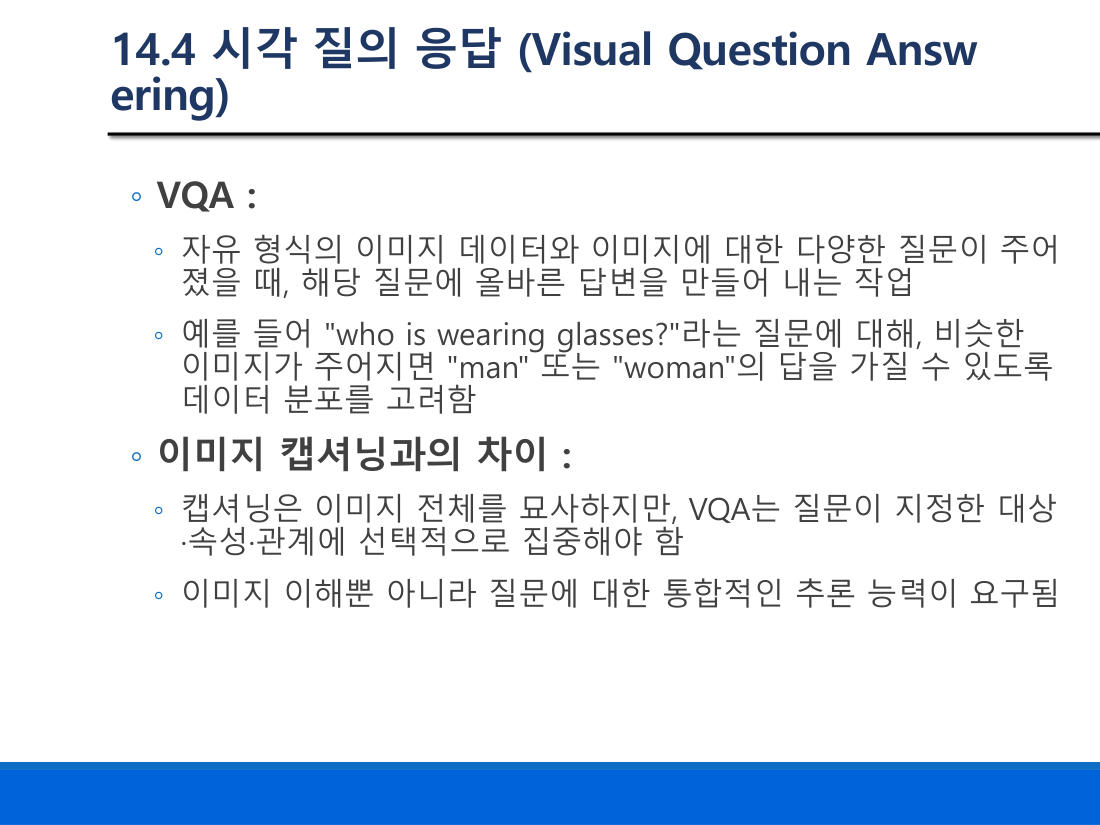 14.4 시각 질의 응답 (Visual Question Answ
ering)
◦ VQA :
◦ 자유 형식의 이미지 데이터와 이미지에 대한 다양한 질문이 주어
졌을 때, 해당 질문에 올바른 답변을 만들어 내는 작업
◦ 예를 들어 "who is wearing glasses?"라는 질문에 대해, 비슷한
이미지가 주어지면 "man" 또는 "woman"의 답을 가질 수 있도록
데이터 분포를 고려함
◦ 이미지 캡셔닝과의 차이 :
◦ 캡셔닝은 이미지 전체를 묘사하지만, VQA는 질문이 지정한 대상
·속성·관계에 선택적으로 집중해야 함
◦ 이미지 이해뿐 아니라 질문에 대한 통합적인 추론 능력이 요구됨